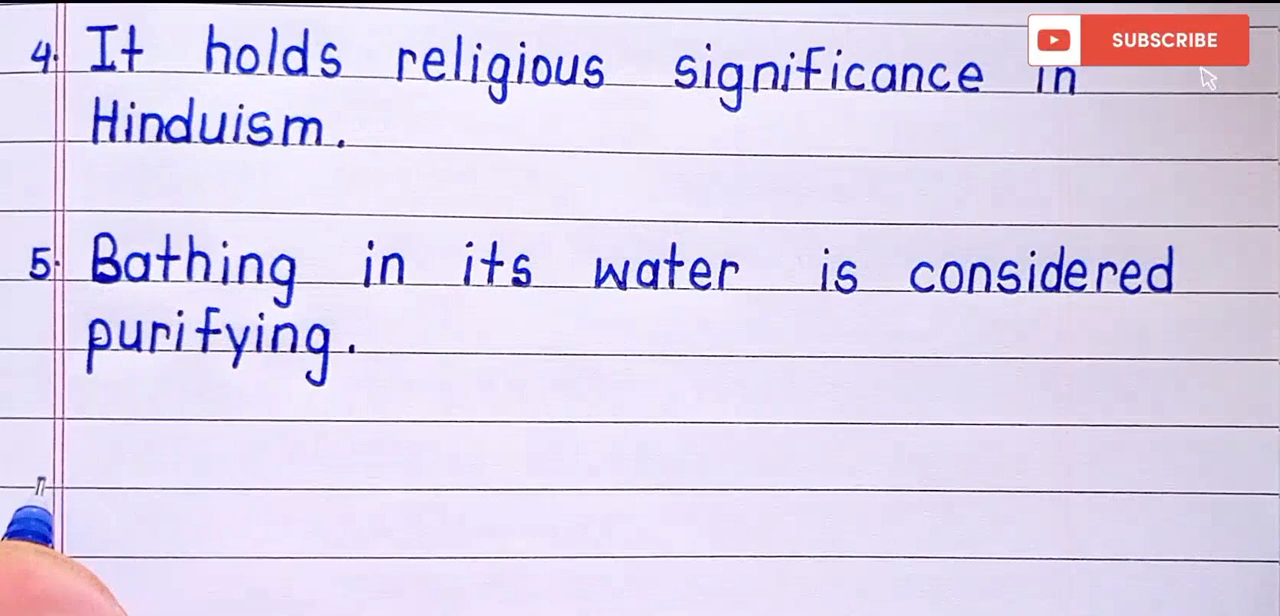 4. It holds religious significance in
Hinduism.
5. Bathing in its water is considered
purifying.
SUBSCRIBE